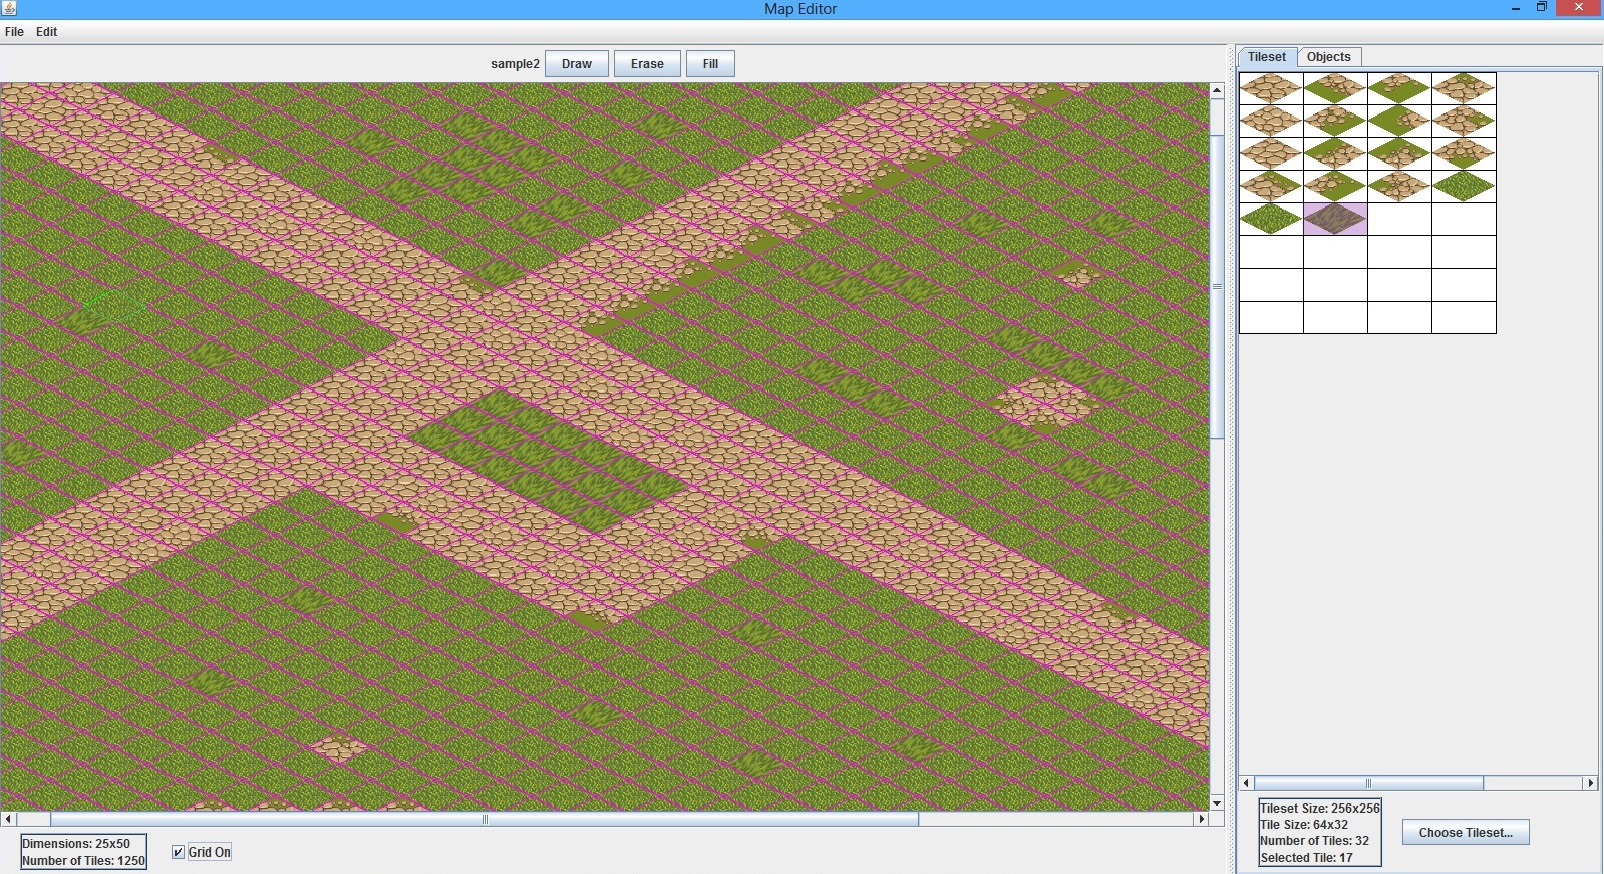 Map Editor
File Edit
sample2 Draw Erase Fill
Tileset Objects
Tileset Size: 256x256
Tile Size: 64x32
Number of Tiles: 32
Selected Tile: 17
Choose Tileset...
Dimensions: 25x50
Number of Tiles: 1250
Grid On